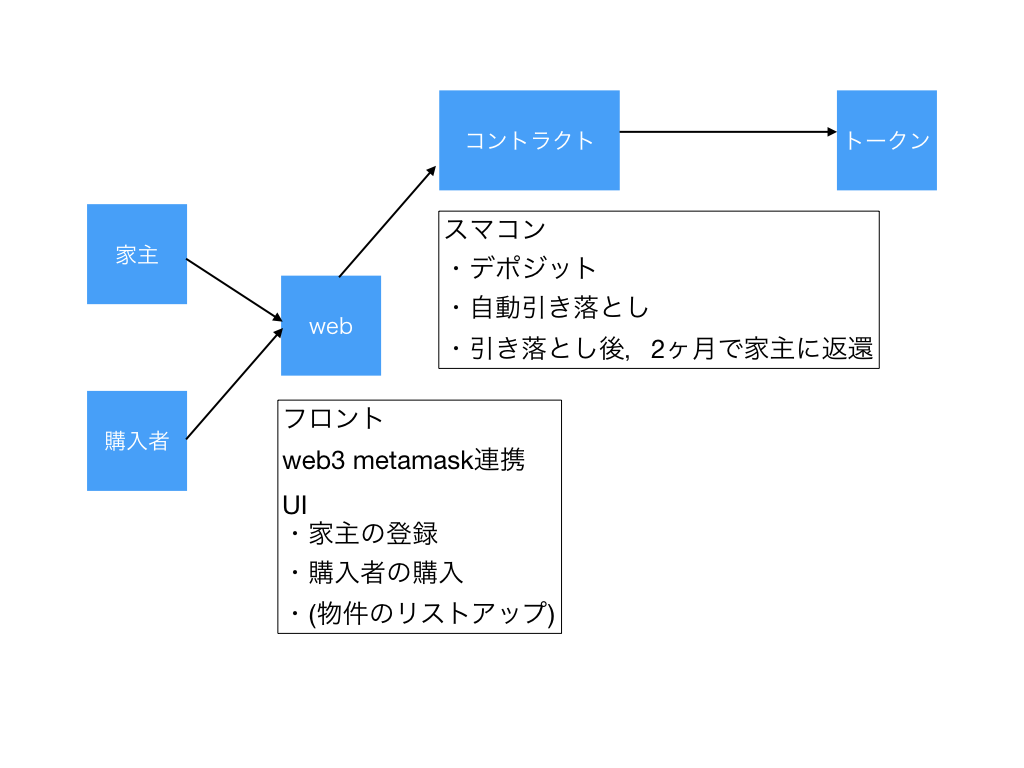 コントラクト
トークン
家主
web
購入者
スマコン
・デポジット
・自動引き落とし
・引き落とし後，2ヶ月で家主に返還
フロント
web3 metamask連携
UI
・家主の登録
・購入者の購入
・(物件のリストアップ)